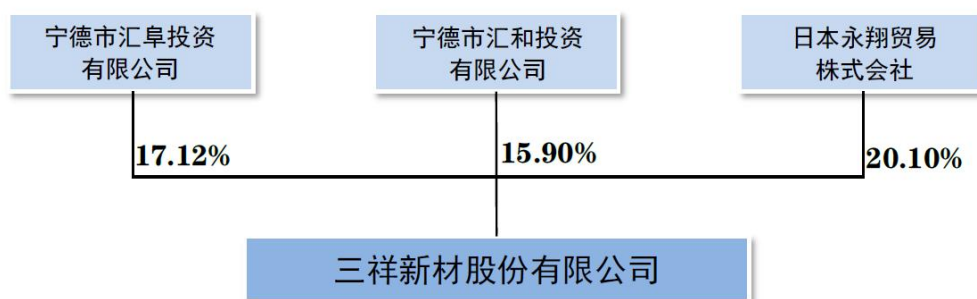 宁德市汇阜投资
有限公司
宁德市汇和投资
有限公司
日本永翔贸易
株式会社
17.12%
15.90%
20.10%
三祥新材股份有限公司